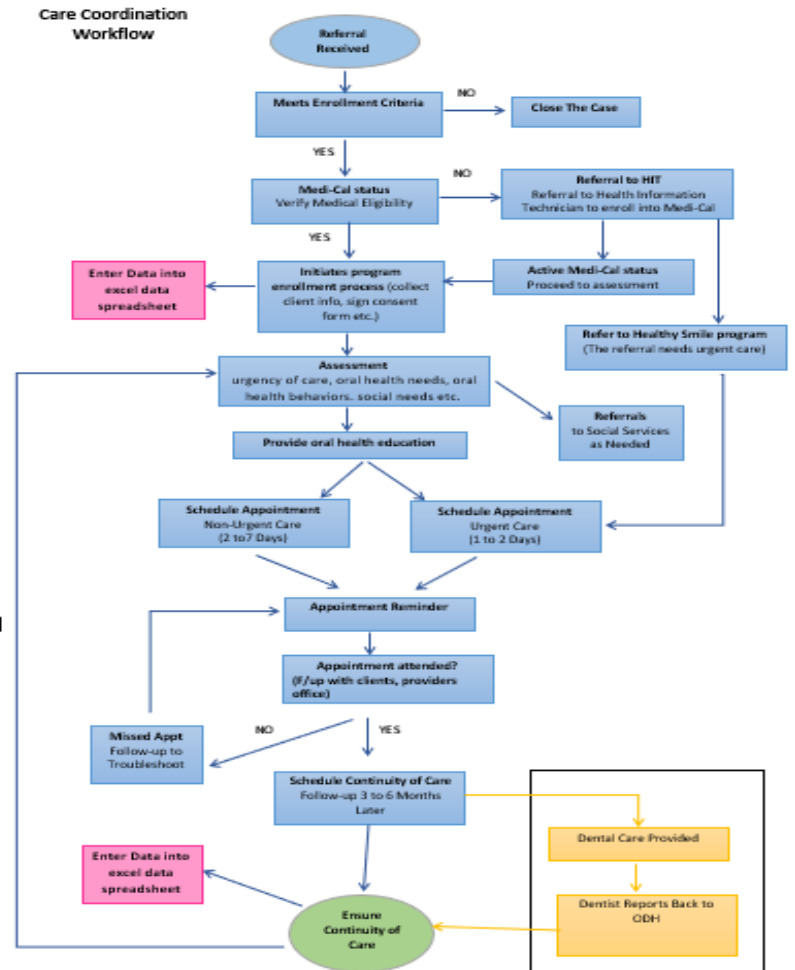 Care Coordination
Workflow
Referral
Received
Meets Enrollment Criteria
NO
Close The Case
YES
Medi-Cal status
Verify Medical Eligibility
NO
Referral to HIT
Referral to Health Information
Technician to enroll into Medi-Cal
YES
Enter Data into
excel data
spreadsheet
Initiates program
enrollment process (collect
client info, sign consent
form etc.)
Active Medi-Cal status
Proceed to assessment
Refer to Healthy Smile program
(The referral needs urgent care)
Assessment
urgency of care, oral health needs, oral
health behaviors. social needs etc.
Referrals
to Social Services
as Needed
Provide oral health education
Schedule Appointment
Non-Urgent Care
(2 to7 Days)
Schedule Appointment
Urgent Care
(1 to 2 Days)
Appointment Reminder
Appointment attended?
(F/up with clients, providers
office)
NO
YES
Missed Appt
Follow-up to
Troubleshoot
Schedule Continuity of Care
Follow-up 3 to 6 Months
Later
Dental Care Provided
Enter Data into
excel data
spreadsheet
Dentist Reports Back to
ODH
Ensure
Continuity of
Care